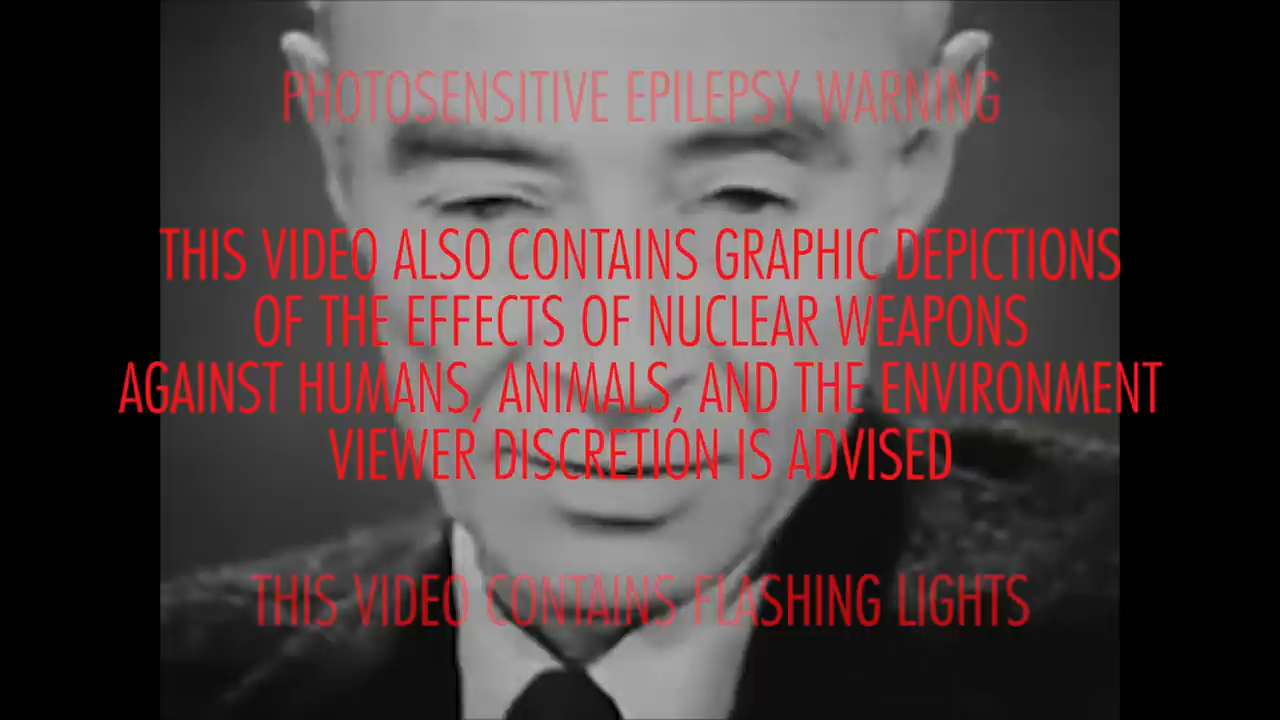 PHOTOSENSITIVE EPILEPSY WARNING
THIS VIDEO ALSO CONTAINS GRAPHIC DEPICTIONS
OF THE EFFECTS OF NUCLEAR WEAPONS
AGAINST HUMANS, ANIMALS, AND THE ENVIRONMENT
VIEWER DISCRETION IS ADVISED
THIS VIDEO CONTAINS FLASHING LIGHTS